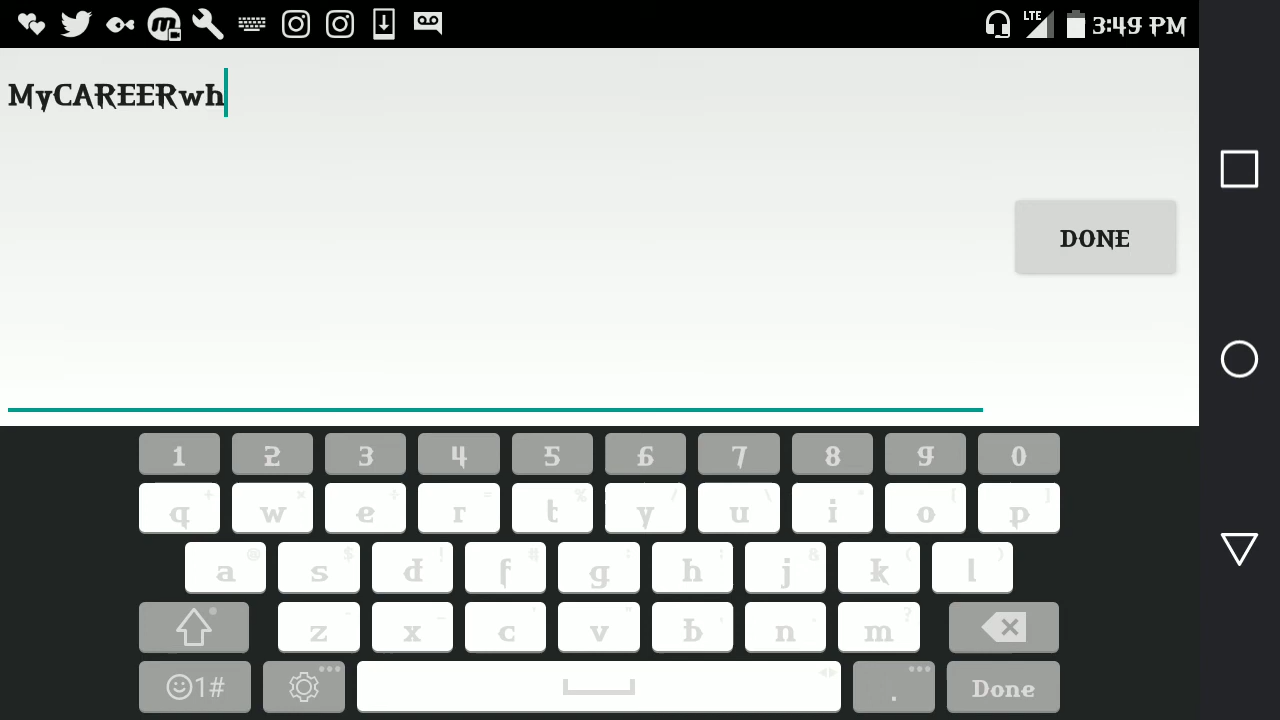 LTE 3:49 PM
MyCAREERwh
DONE
1 2 3 4 5 6 7 8 9 0
q w e r t y u i o p
a s d f g h j k l
z x c v b n m
1# . Done